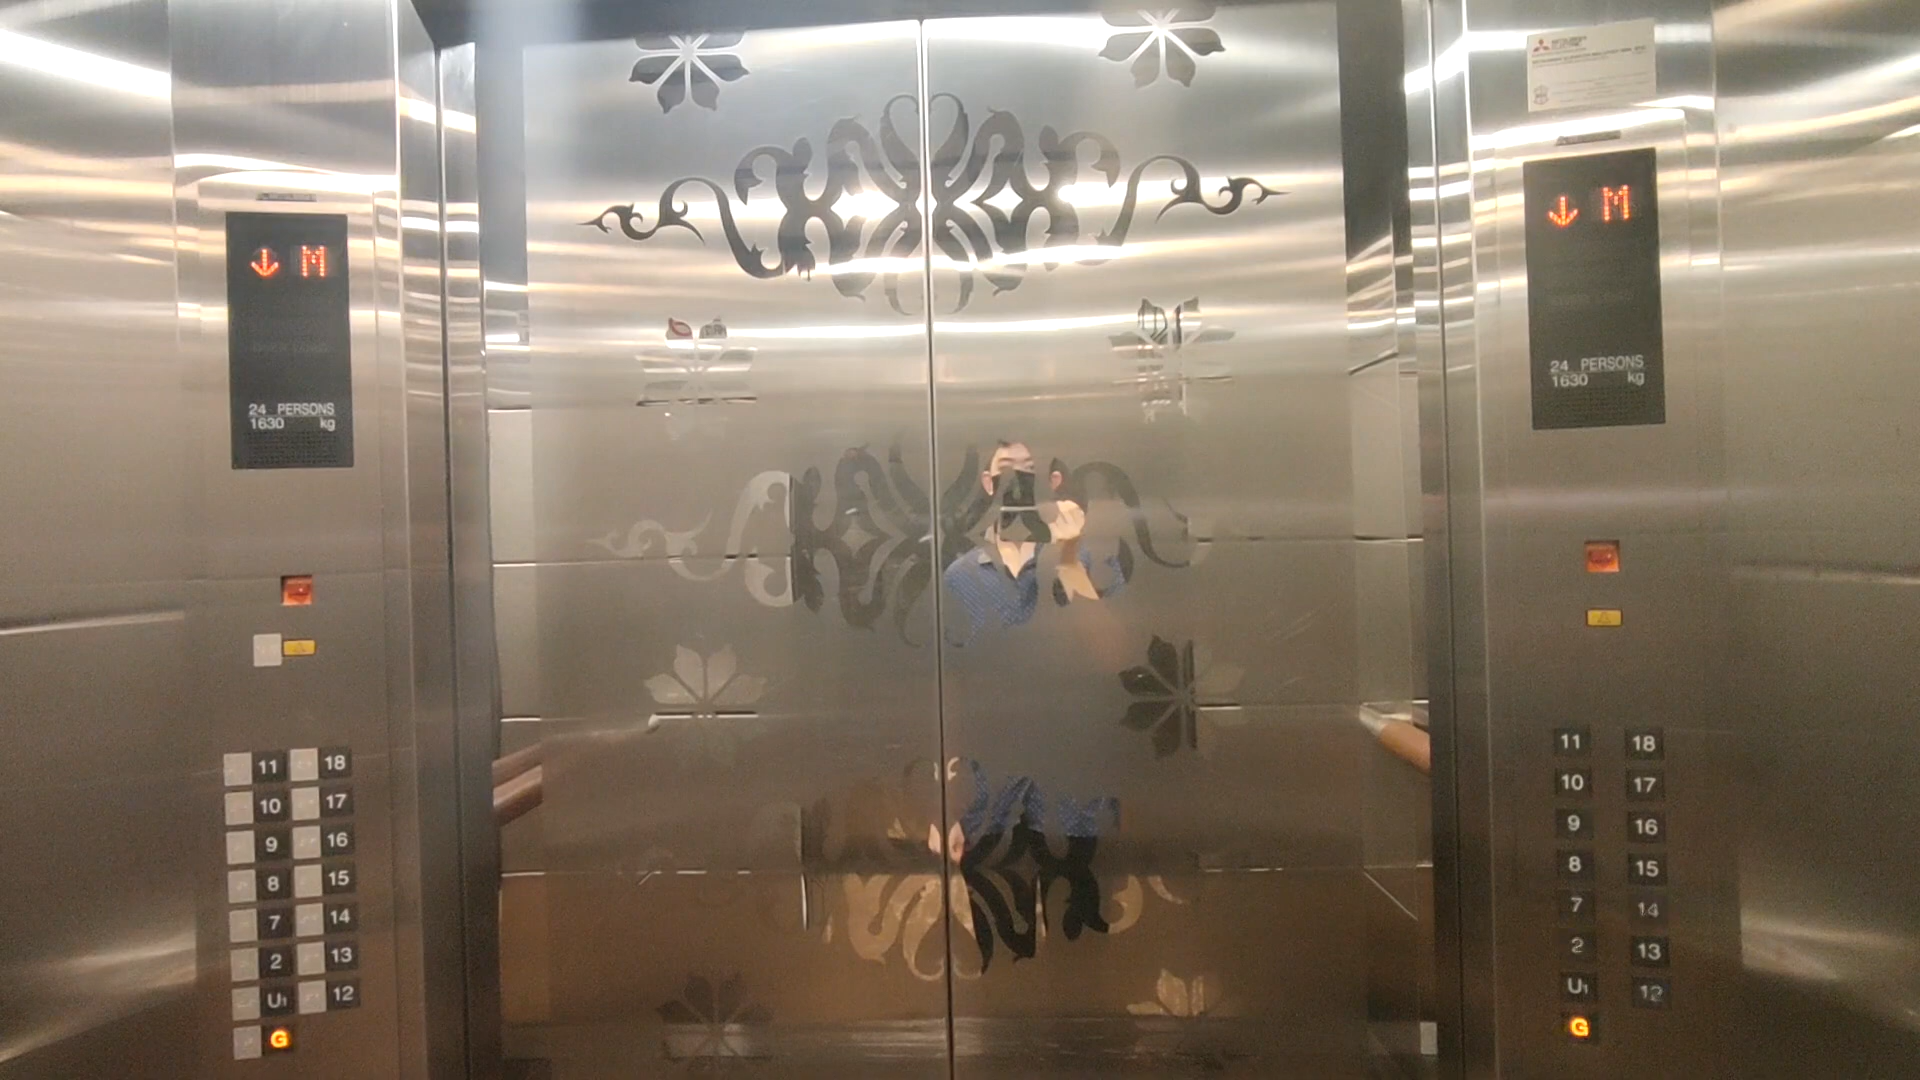 ↓ M
24 PERSONS
1630 kg
11 18
10 17
9 16
8 15
7 14
2 13
U1 12
G
MITSUBISHI
↓ M
24 PERSONS
1630 kg
11 18
10 17
9 16
8 15
7 14
2 13
U1 12
G